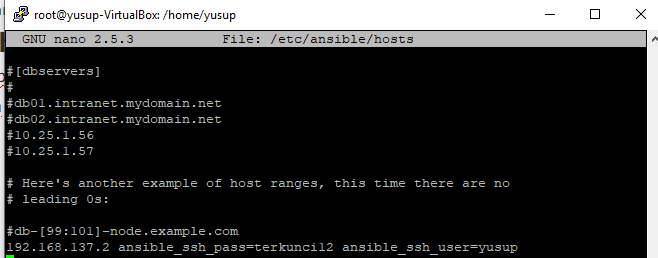 root@yusup-VirtualBox: /home/yusup
GNU nano 2.5.3 File: /etc/ansible/hosts
#[dbservers]
#
#db01.intranet.mydomain.net
#db02.intranet.mydomain.net
#10.25.1.56
#10.25.1.57
# Here's another example of host ranges, this time there are no
# leading 0s:
#db-[99:101]-node.example.com
192.168.137.2 ansible_ssh_pass=terkunci12 ansible_ssh_user=yusup